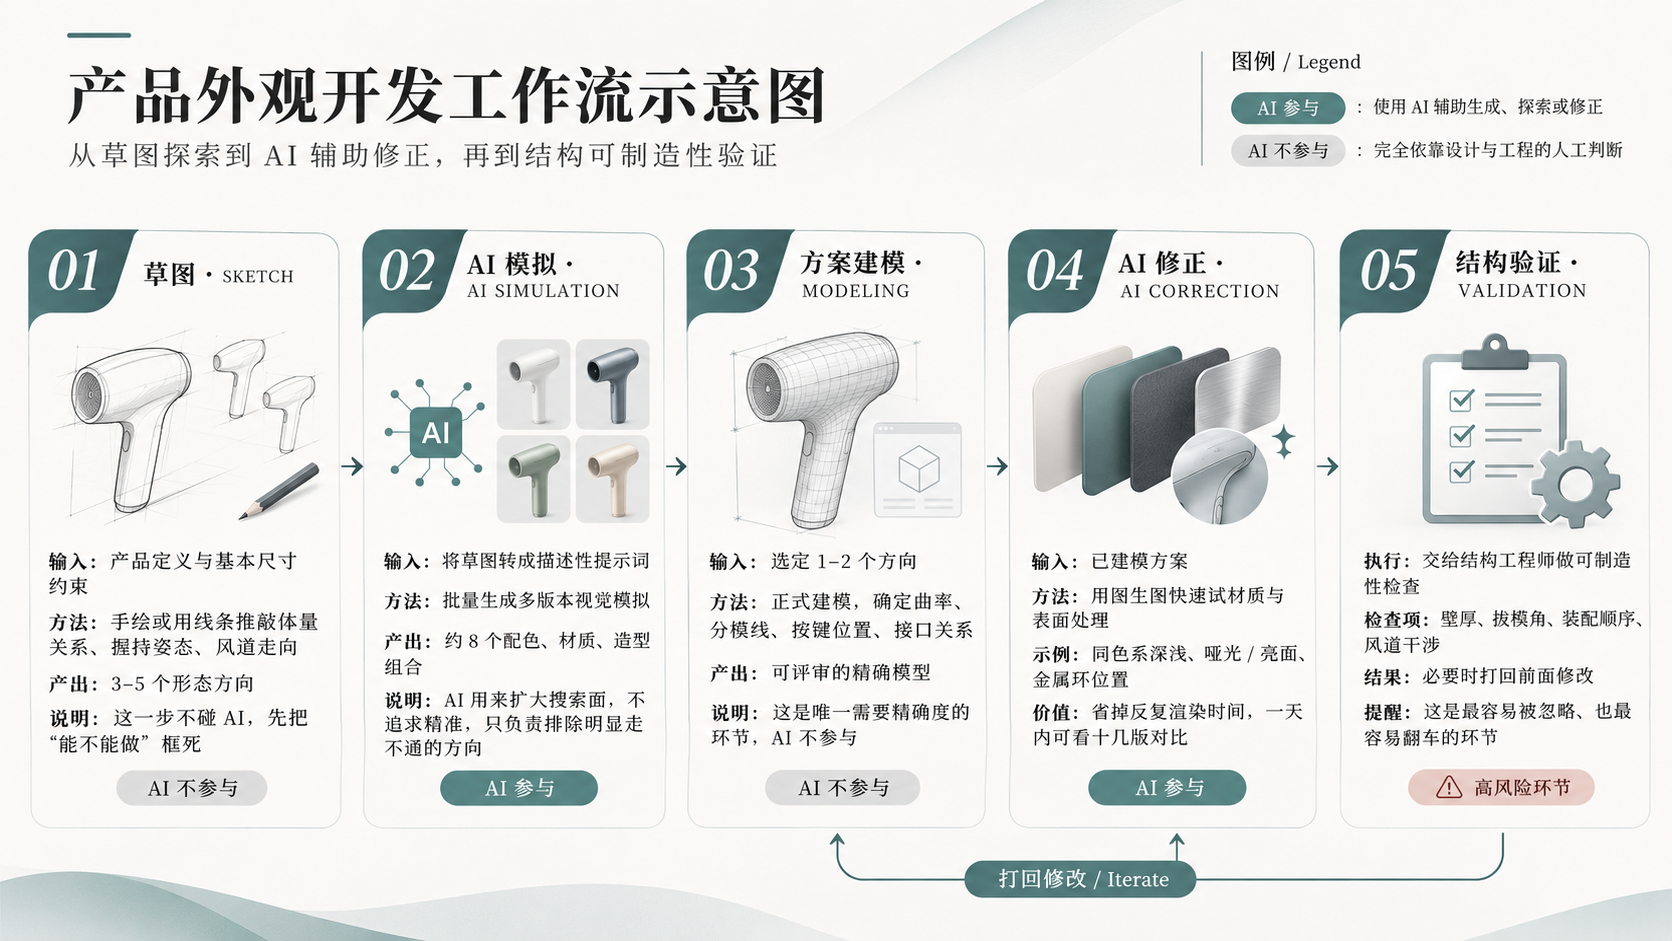 产品外观开发工作流示意图
从草图探索到 AI 辅助修正，再到结构可制造性验证
图例 / Legend
AI 参与 ：使用 AI 辅助生成、探索或修正
AI 不参与 ：完全依靠设计与工程的人工判断
01 草图 · SKETCH
输入：产品定义与基本尺寸
约束
方法：手绘或用线条推敲体量
关系、握持姿态、风道走向
产出：3–5 个形态方向
说明：这一步不碰 AI，先把
“能不能做”框死
AI 不参与
02 AI 模拟 ·
AI SIMULATION
AI
输入：将草图转成描述性提示词
方法：批量生成多版本视觉模拟
产出：约 8 个配色、材质、造型
组合
说明：AI 用来扩大搜索面，不
追求精准，只负责排除明显走
不通的方向
AI 参与
03 方案建模 ·
MODELING
输入：选定 1–2 个方向
方法：正式建模，确定曲率、
分模线、按键位置、接口关系
产出：可评审的精确模型
说明：这是唯一需要精确度的
环节，AI 不参与
AI 不参与
04 AI 修正 ·
AI CORRECTION
输入：已建模方案
方法：用图生图快速试材质与
表面处理
示例：同色系深浅、哑光 / 亮面、
金属环位置
价值：省掉反复渲染时间，一天
内可看十几版对比
AI 参与
05 结构验证 ·
VALIDATION
执行：交给结构工程师做可制造
性检查
检查项：壁厚、拔模角、装配顺序、
风道干涉
结果：必要时打回前面修改
提醒：这是最容易被忽略、也最
容易翻车的环节
高风险环节
打回修改 / Iterate